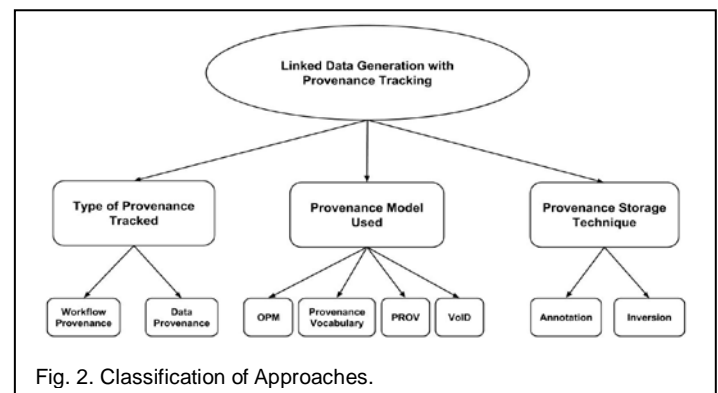 Linked Data Generation with
Provenance Tracking
Type of Provenance
Tracked
Provenance Model
Used
Provenance Storage
Technique
Workflow
Provenance
Data
Provenance
OPM
Provenance
Vocabulary
PROV
VoID
Annotation
Inversion
Fig. 2. Classification of Approaches.